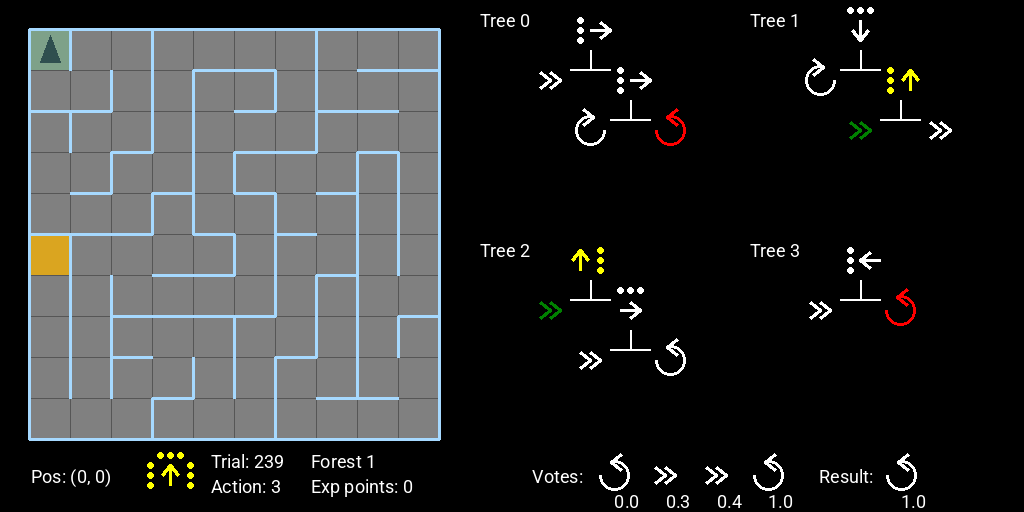 Tree 0
Tree 1
Tree 2
Tree 3
Pos: (0, 0)
Trial: 239
Forest 1
Action: 3
Exp points: 0
Votes:
0.0
0.3
0.4
1.0
Result:
1.0